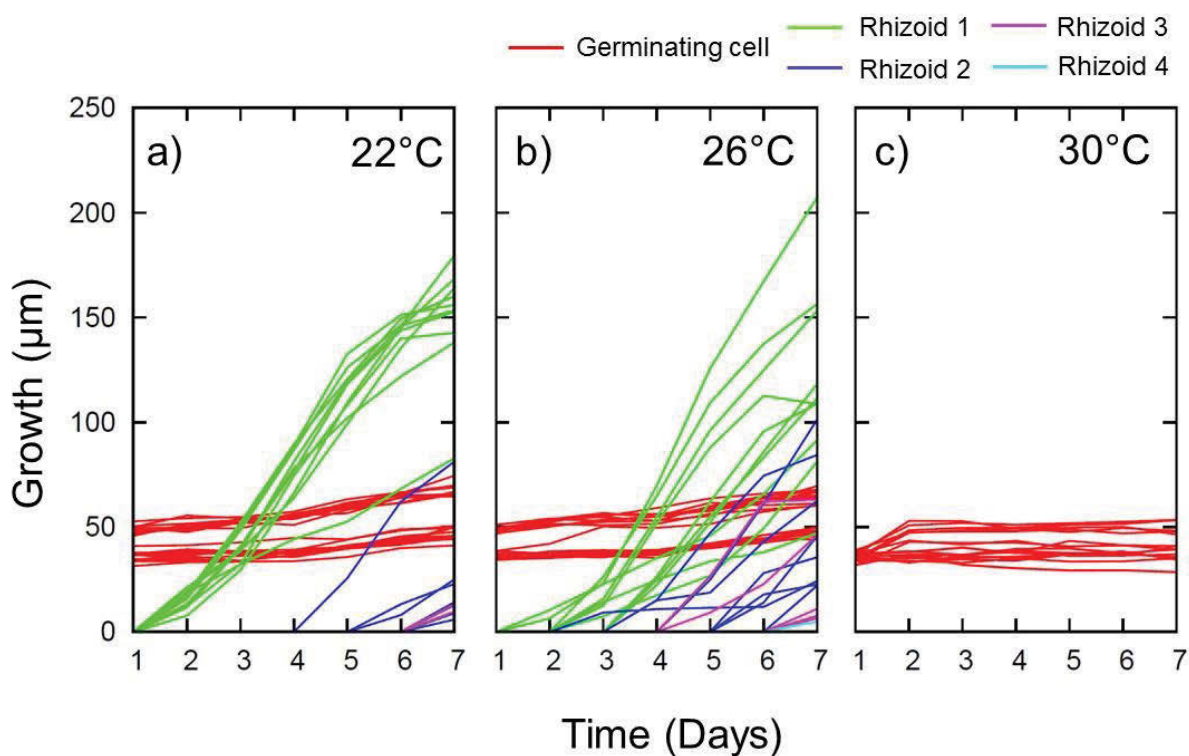 Germinating cell
Rhizoid 1
Rhizoid 3
Rhizoid 2
Rhizoid 4
a) 22°C
b) 26°C
c) 30°C
Growth (µm)
250
200
150
100
50
0
1 2 3 4 5 6 7
1 2 3 4 5 6 7
1 2 3 4 5 6 7
Time (Days)